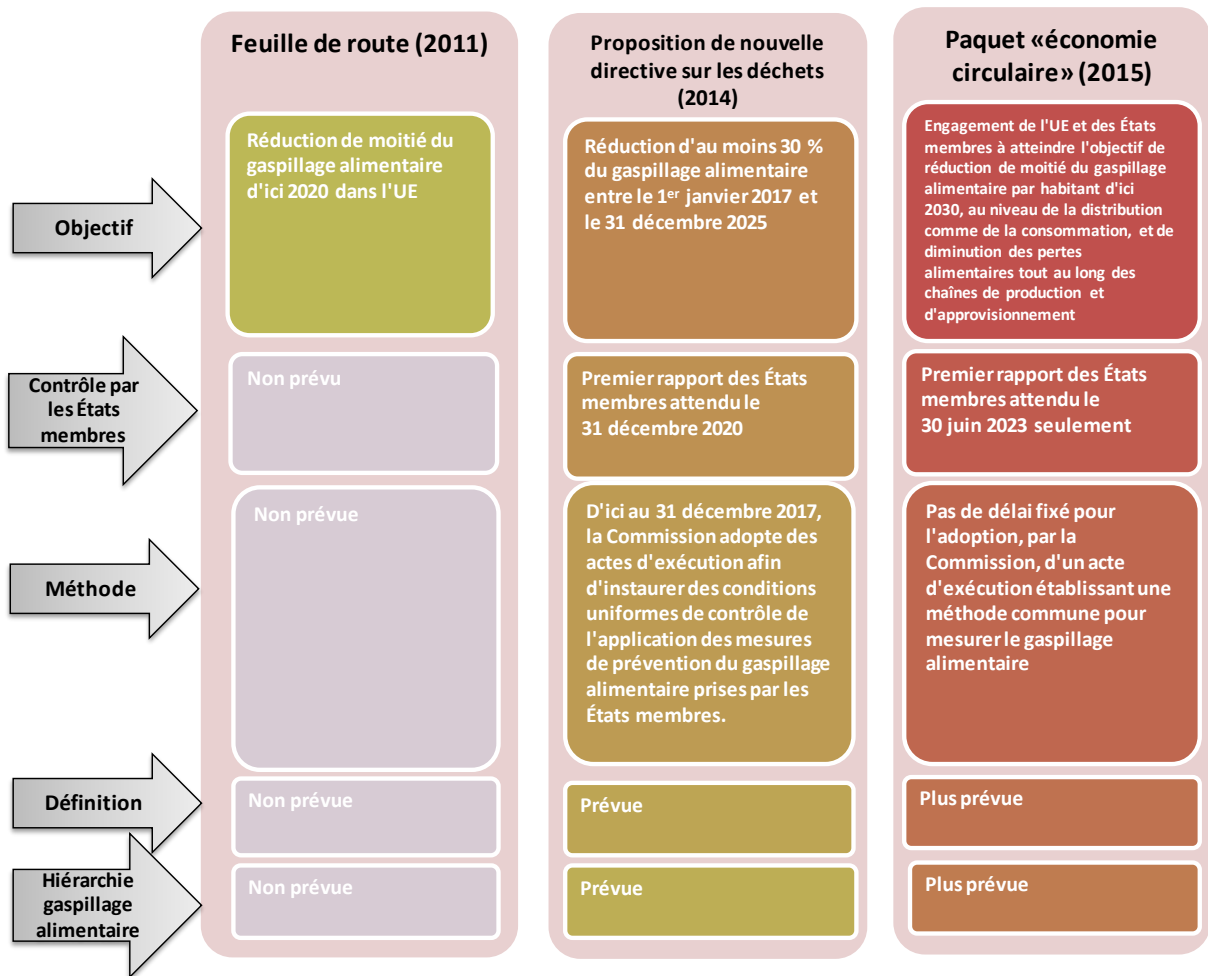 Feuille de route (2011)
Proposition de nouvelle
directive sur les déchets
(2014)
Paquet «économie
circulaire» (2015)
Objectif
Réduction de moitié du
gaspillage alimentaire
d'ici 2020 dans l'UE
Réduction d'au moins 30 %
du gaspillage alimentaire
entre le 1er janvier 2017 et
le 31 décembre 2025
Engagement de l'UE et des États
membres à atteindre l'objectif de
réduction de moitié du gaspillage
alimentaire par habitant d'ici
2030, au niveau de la distribution
comme de la consommation, et de
diminution des pertes
alimentaires tout au long des
chaînes de production et
d'approvisionnement
Contrôle par
les États
membres
Non prévu
Premier rapport des États
membres attendu le
31 décembre 2020
Premier rapport des États
membres attendu le
30 juin 2023 seulement
Méthode
Non prévue
D'ici au 31 décembre 2017,
la Commission adopte des
actes d'exécution afin
d'instaurer des conditions
uniformes de contrôle de
l'application des mesures
de prévention du gaspillage
alimentaire prises par les
États membres.
Pas de délai fixé pour
l'adoption, par la
Commission, d'un acte
d'exécution établissant une
méthode commune pour
mesurer le gaspillage
alimentaire
Définition
Non prévue
Prévue
Plus prévue
Hiérarchie
gaspillage
alimentaire
Non prévue
Prévue
Plus prévue